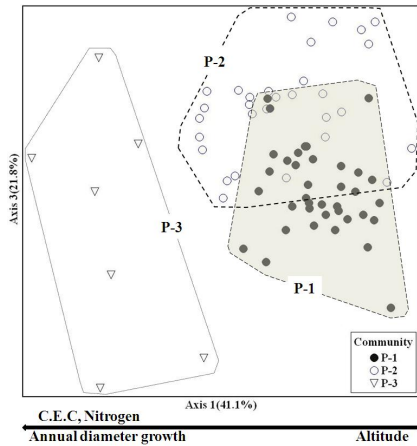 P-2
Axis 3(21.8%)
P-3
P-1
Community
P-1
P-2
P-3
Axis 1(41.1%)
C.E.C, Nitrogen
Annual diameter growth Altitude